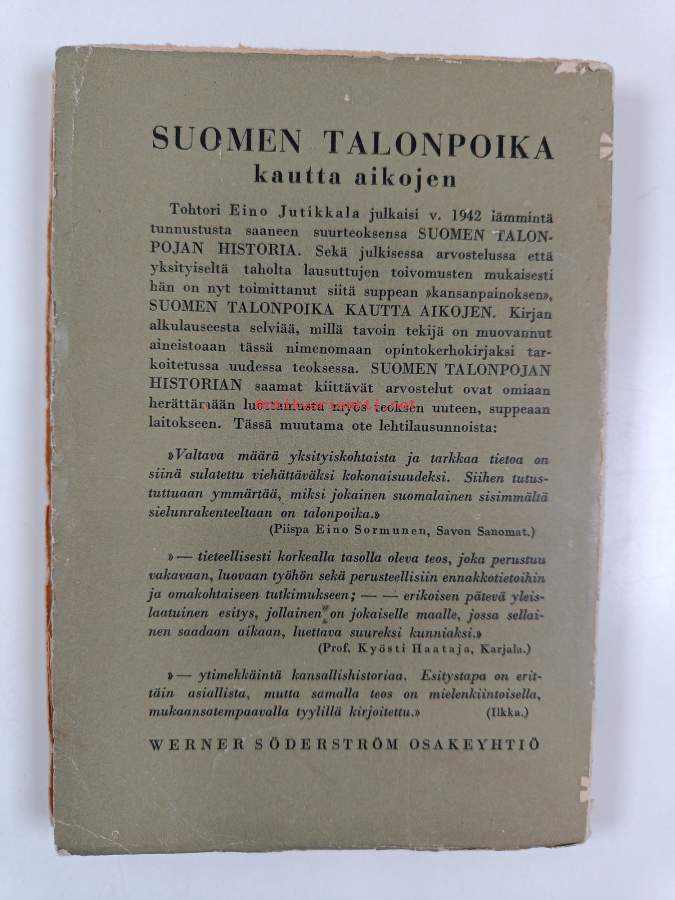 SUOMEN TALONPOIKA
kautta aikojen
Tohtori Eino Jutikkala julkaisi v. 1942 lämmintä
tunnustusta saaneen suurteoksensa SUOMEN TALON-
POJAN HISTORIA. Sekä julkisessa arvostelussa että
yksityiseltä taholta lausuttujen toivomusten mukaisesti
hän on nyt toimittanut siitä suppean »kansanpainoksen»,
SUOMEN TALONPOIKA KAUTTA AIKOJEN. Kirjan
alkulauseesta selviää, millä tavoin tekijä on muovannut
aineistoaan tässä nimenomaan opintokerhokirjaksi tar-
koitetussa uudessa teoksessa. SUOMEN TALONPOJAN
HISTORIAN saamat kiittävät arvostelut ovat omiaan
herättämään luottamusta myös teoksen uuteen, suppeaan
laitokseen. Tässä muutama ote lehtilausunnoista:
»Valtava määrä yksityiskohtaista ja tarkkaa tietoa on
siinä sulatettu viehättäväksi kokonaisuudeksi. Siihen tutus-
tuttuaan ymmärtää, miksi jokainen suomalainen sisimmältä
sielunrakenteeltaan on talonpoika.»
(Piispa Eino Sormunen, Savon Sanomat.)
»— tieteellisesti korkealla tasolla oleva teos, joka perustuu
vakavaan, luovaan työhön sekä perusteellisiin ennakkotietoihin
ja omakohtaiseen tutkimukseen; — — erikoisen pätevä yleis-
laatuinen esitys, jollainen on jokaiselle maalle, jossa sellai-
nen saadaan aikaan, luettava suureksi kunniaksi.»
(Prof. Kyösti Haataja, Karjala.)
»— ytimekkäintä kansallishistoriaa. Esitystapa on erit-
täin asiallista, mutta samalla teos on mielenkiintoisella,
mukaansatempaavalla tyylillä kirjoitettu.» (Ilkka.)
WERNER SÖDERSTRÖM OSAKEYHTIÖ